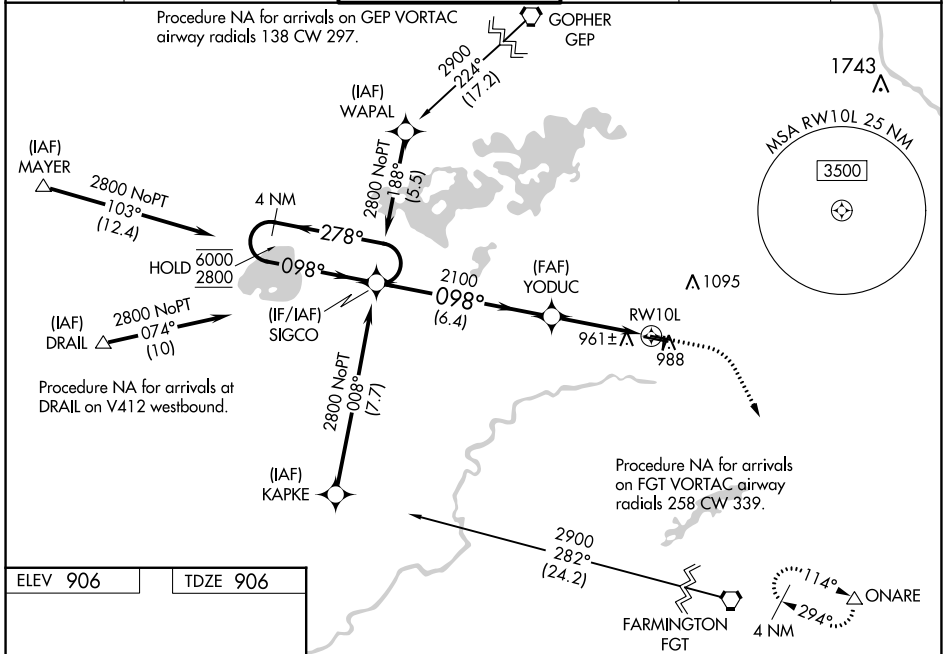 Procedure NA for arrivals on GEP VORTAC
airway radials 138 CW 297.
GOPHER
GEP
2900
224°
(17.2)
1743
(IAF)
WAPAL
MSA RW10L 25 NM
3500
(IAF)
MAYER
2800 NoPT
103°
(12.4)
2800 NoPT
188°
(5.5)
4 NM
278°
HOLD 6000
2800
098°
2100
098°
(6.4)
(FAF)
YODUC
1095
(IF/IAF)
SIGCO
RW10L
961±
988
(IAF)
DRAIL
2800 NoPT
074°
(10)
Procedure NA for arrivals at
DRAIL on V412 westbound.
2800 NoPT
008°
(7.7)
(IAF)
KAPKE
Procedure NA for arrivals
on FGT VORTAC airway
radials 258 CW 339.
2900
282°
(24.2)
FARMINGTON
FGT
114°
294°
4 NM
ONARE
ELEV 906
TDZE 906